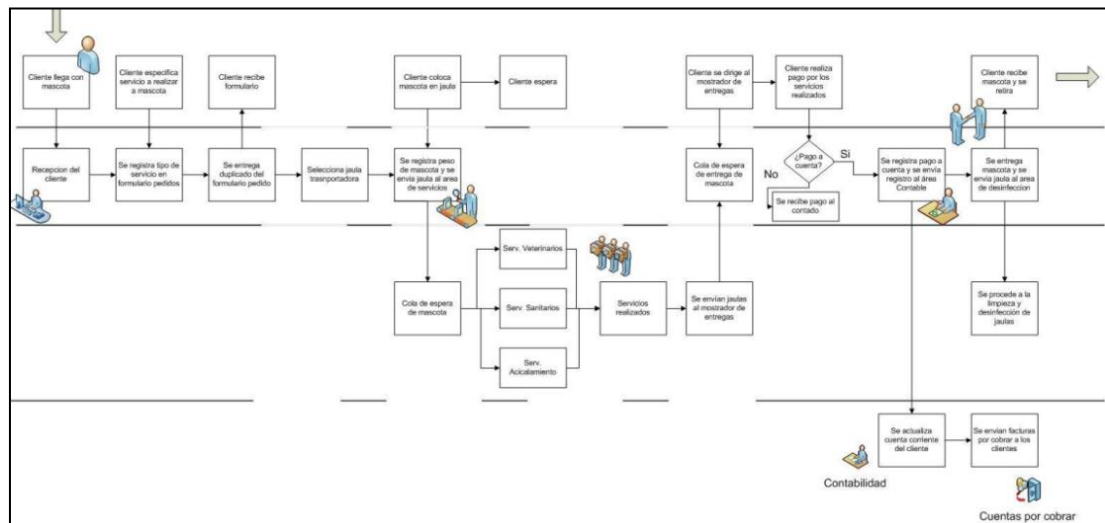 Cliente llega con
mascota
Cliente especifica
servicio a realizar
a mascota
Cliente recibe
formulario
Cliente coloca
mascota en jaula
Cliente espera
Cliente se dirige al
mostrador de
entregas
Cliente realiza
pago por los
servicios
realizados
Cliente recibe
mascota y se
retira
Recepcion del
cliente
Se registra tipo de
servicio en
formulario pedidos
Se entrega
duplicado del
formulario pedido
Selecciona jaula
trasnportadora
Se registra peso
de mascota y se
envía jaula al area
de servicios
Cola de espera
de entrega de
mascota
¿Pago a
cuenta?
Si
No
Se recibe pago al
contado
Se registra pago a
cuenta y se envía
registro al área
Contable
Se entrega
mascota y se
envía jaula al area
de desinfeccion
Cola de espera
de mascota
Serv. Veterinarios
Serv. Sanitarios
Serv.
Acicalamiento
Servicios
realizados
Se envían jaulas
al mostrador de
entregas
Se procede a la
limpieza y
desinfección de
jaulas
Se actualiza
cuenta corriente
del cliente
Se envían facturas
por cobrar a los
clientes
Contabilidad
Cuentas por cobrar